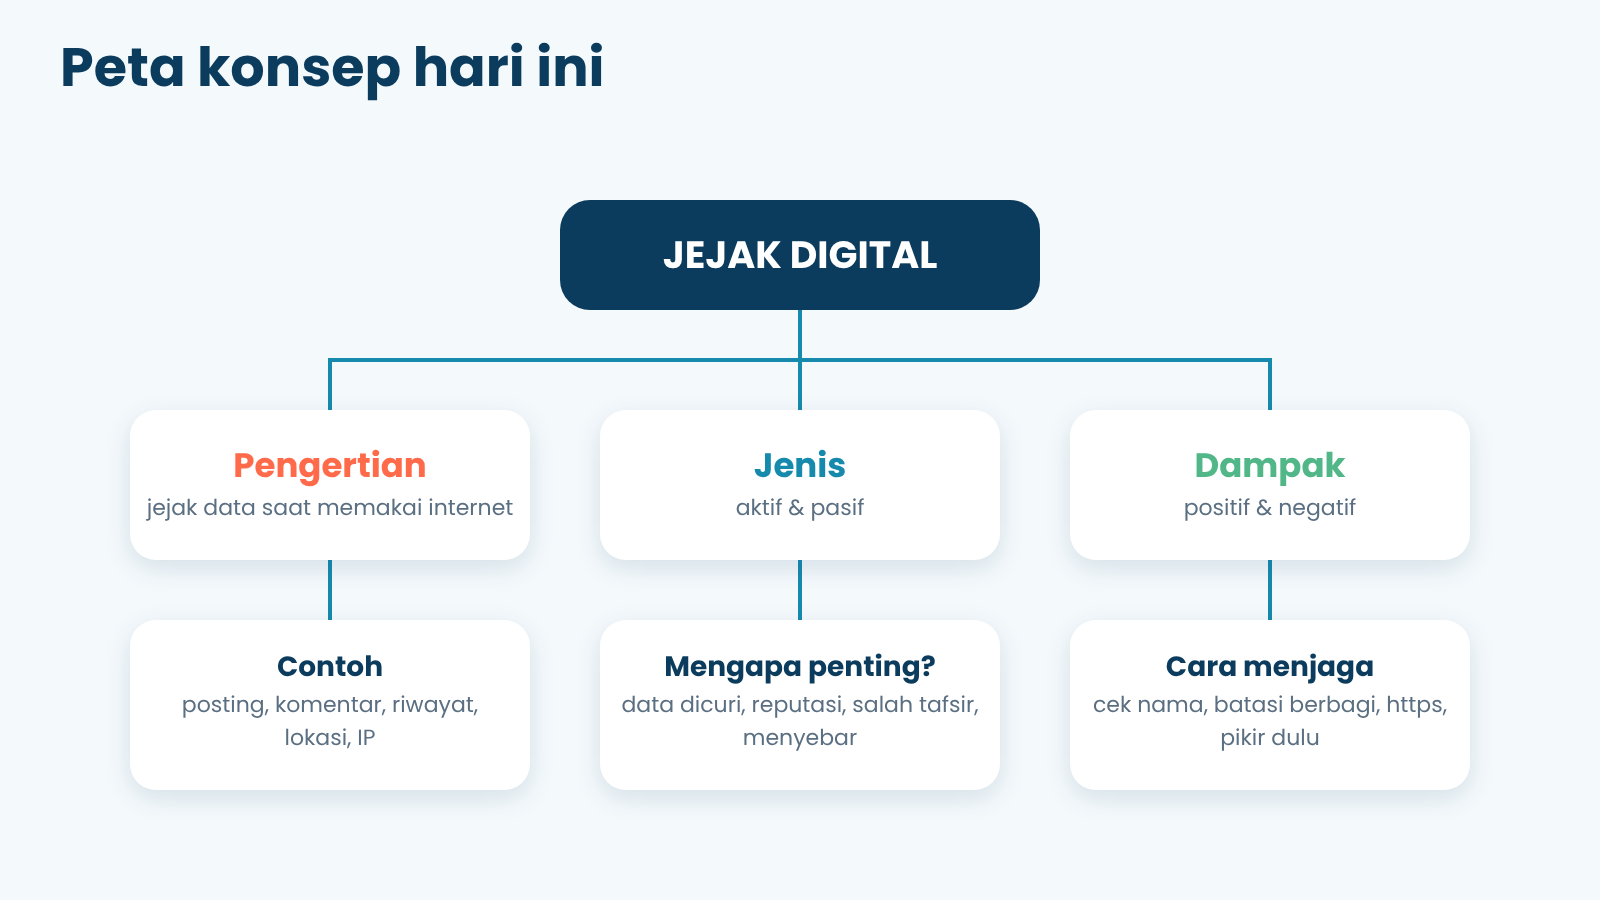 Peta konsep hari ini
JEJAK DIGITAL
Pengertian
jejak data saat memakai internet
Jenis
aktif & pasif
Dampak
positif & negatif
Contoh
posting, komentar, riwayat,
lokasi, IP
Mengapa penting?
data dicuri, reputasi, salah tafsir,
menyebar
Cara menjaga
cek nama, batasi berbagi, https,
pikir dulu